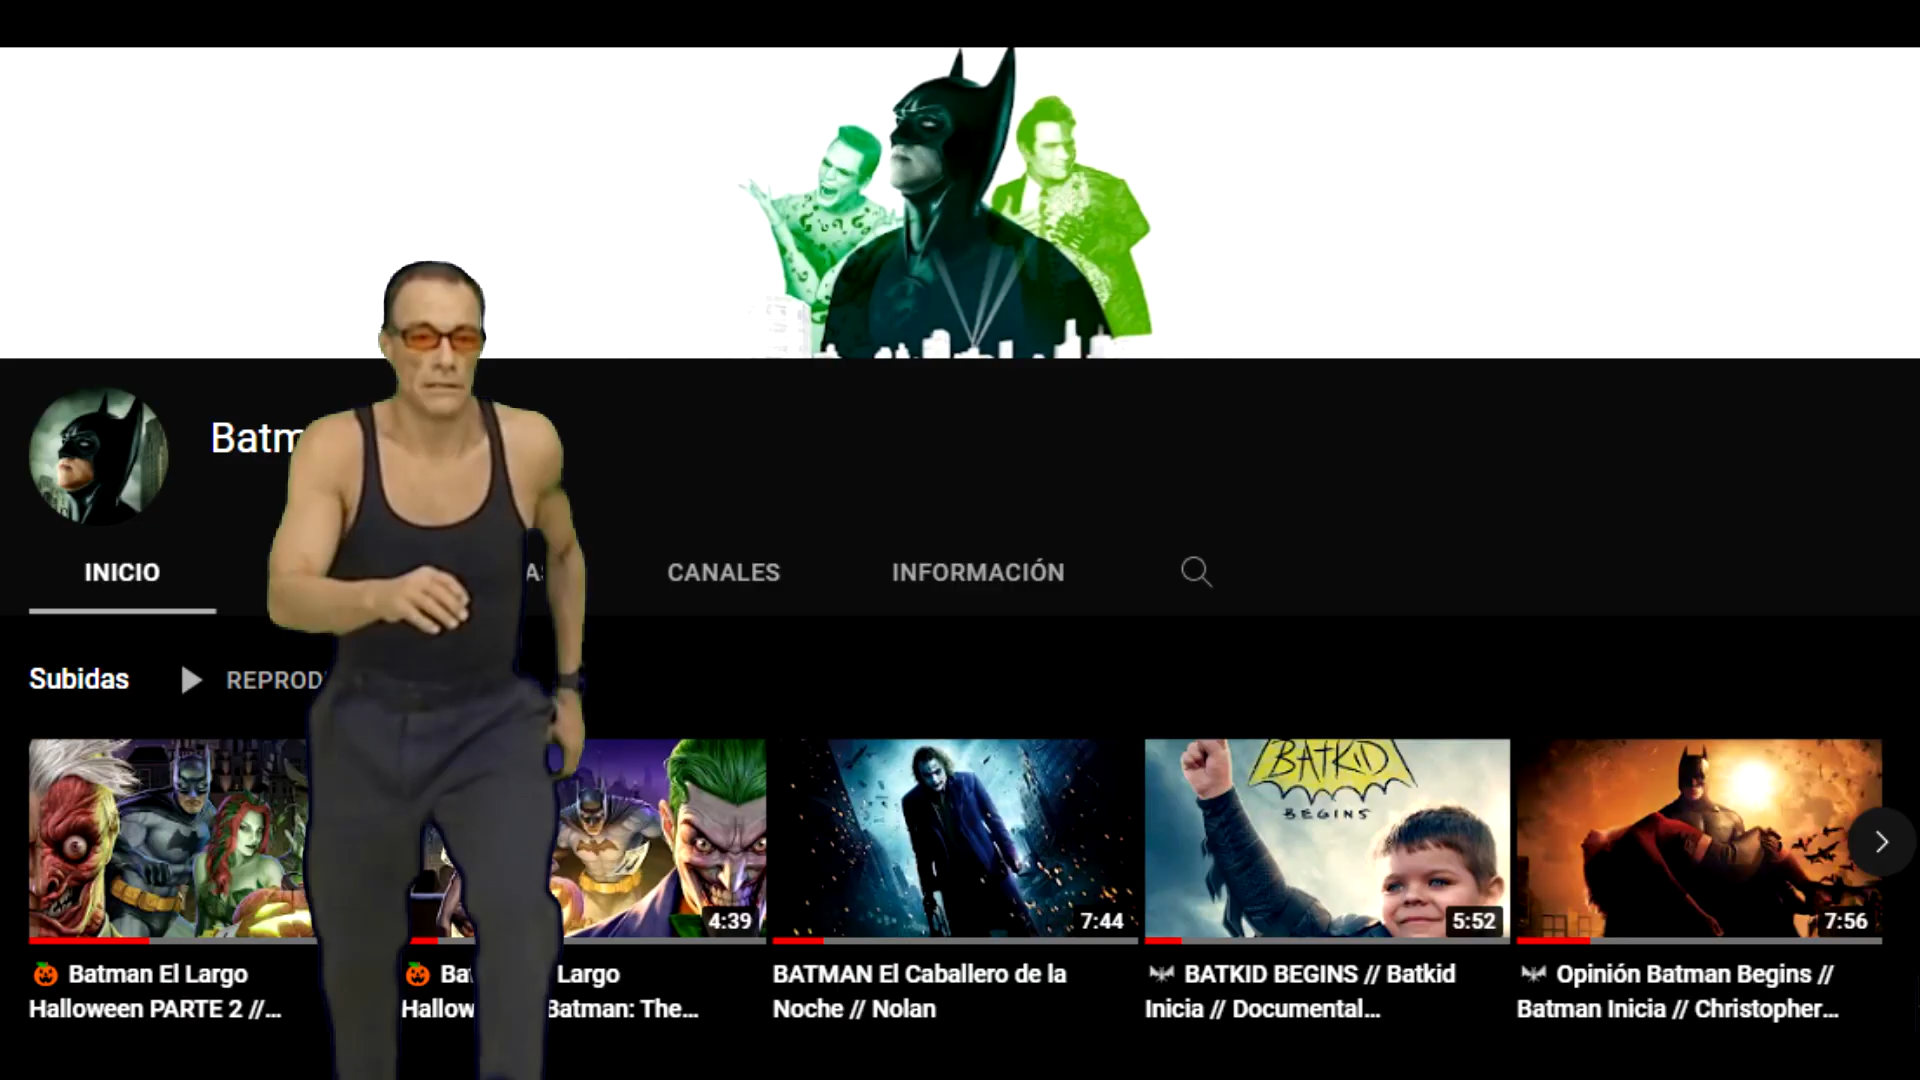 Batm
INICIO
CANALES
INFORMACIÓN
Subidas
REPROD
BATKID
BEGINS
4:39
7:44
5:52
7:56
Batman El Largo
Halloween PARTE 2 //...
Bat Largo
Hallow Batman: The...
BATMAN El Caballero de la
Noche // Nolan
BATKID BEGINS // Batkid
Inicia // Documental...
Opinión Batman Begins //
Batman Inicia // Christopher...